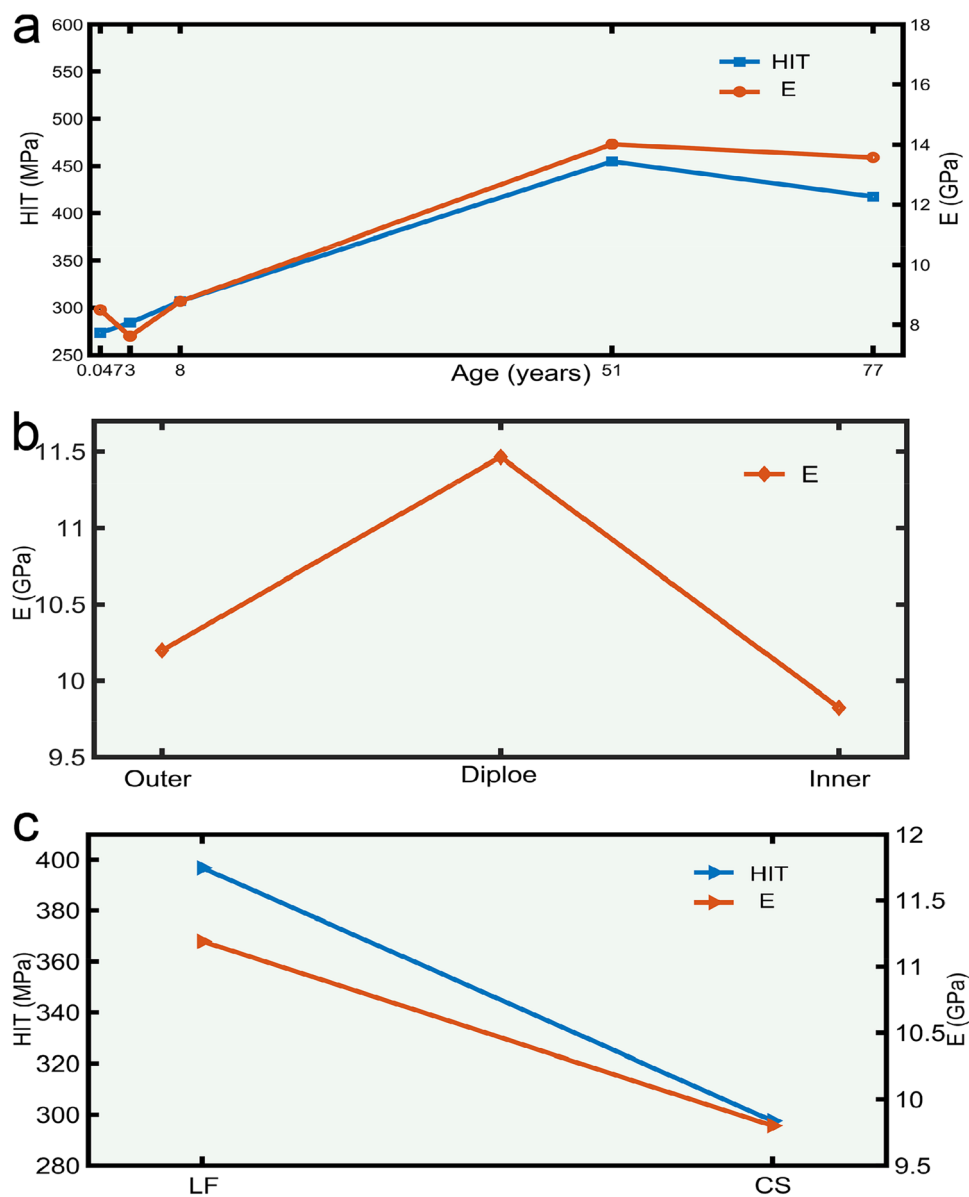 a
600
550
500
450
400
350
300
250
HIT (MPa)
HIT
E
18
16
14
12
10
8
E (GPa)
0.0473 8 51 77
Age (years)
b
11.5
11
10.5
10
9.5
E (GPa)
E
Outer Diploe Inner
c
400
380
360
340
320
300
280
HIT (MPa)
HIT
E
12
11.5
11
10.5
10
9.5
E (GPa)
LF CS